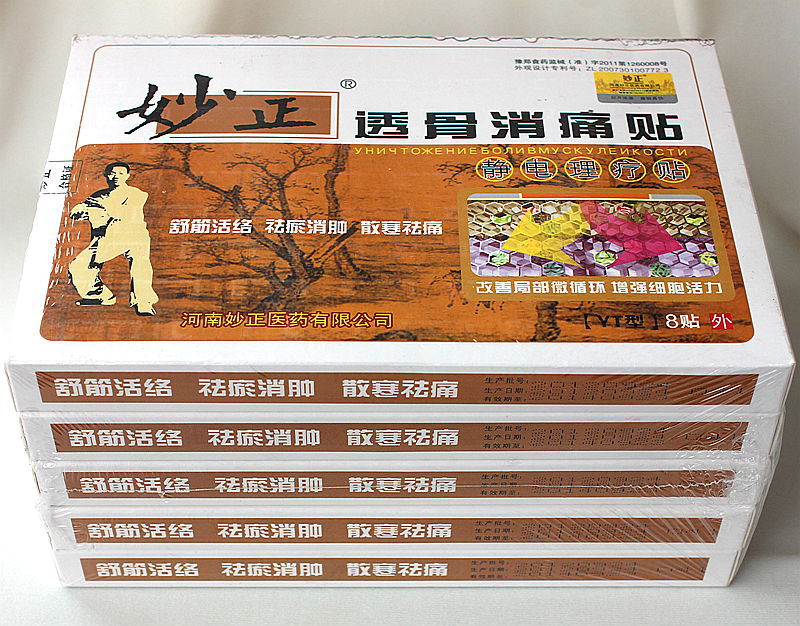 豫郑食药监械(准)字2011第1260008号
外观设计专利号:ZL 200730100772.3
妙正
妙正®
透骨消痛贴
УНИЧТОЖЕНИЕБОЛИВМУСКУЛЕИКОСТИ
静电理疗贴
合格证
舒筋活络 祛瘀消肿 散寒祛痛
改善局部微循环 增强细胞活力
河南妙正医药有限公司
【VI型】 8贴 外
舒筋活络 祛瘀消肿 散寒祛痛
生产批号:
生产日期:
有效期至:
舒筋活络 祛瘀消肿 散寒祛痛
生产批号:
生产日期:
有效期至:
舒筋活络 祛瘀消肿 散寒祛痛
生产批号:
生产日期:
有效期至:
舒筋活络 祛瘀消肿 散寒祛痛
生产批号:
生产日期:
有效期至:
舒筋活络 祛瘀消肿 散寒祛痛
生产批号:
生产日期:
有效期至: